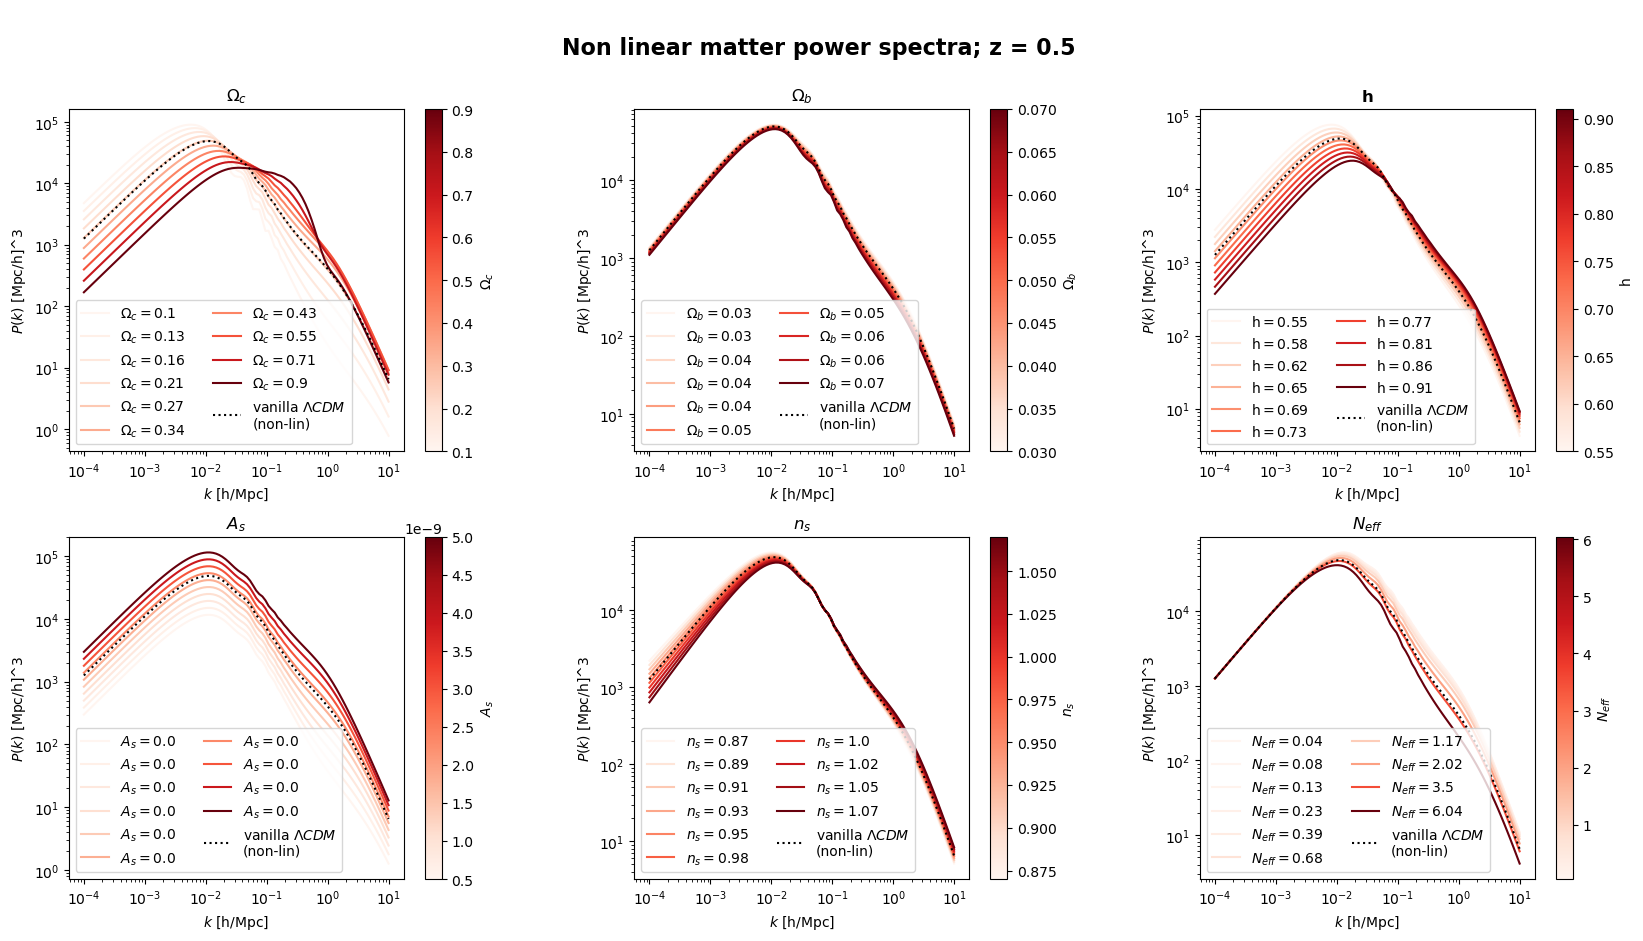 Non linear matter power spectra; z = 0.5
Ω_c
10^5
10^4
10^3
10^2
10^1
10^0
P(k) [Mpc/h]^3
Ω_c = 0.1
Ω_c = 0.13
Ω_c = 0.16
Ω_c = 0.21
Ω_c = 0.27
Ω_c = 0.34
Ω_c = 0.43
Ω_c = 0.55
Ω_c = 0.71
Ω_c = 0.9
vanilla ΛCDM
(non-lin)
10^−4 10^−3 10^−2 10^−1 10^0 10^1
k [h/Mpc]
0.9
0.8
0.7
0.6
0.5
0.4
0.3
0.2
0.1
Ω_c
Ω_b
10^4
10^3
10^2
10^1
P(k) [Mpc/h]^3
Ω_b = 0.03
Ω_b = 0.03
Ω_b = 0.04
Ω_b = 0.04
Ω_b = 0.04
Ω_b = 0.05
Ω_b = 0.05
Ω_b = 0.06
Ω_b = 0.06
Ω_b = 0.07
vanilla ΛCDM
(non-lin)
10^−4 10^−3 10^−2 10^−1 10^0 10^1
k [h/Mpc]
0.070
0.065
0.060
0.055
0.050
0.045
0.040
0.035
0.030
Ω_b
h
10^5
10^4
10^3
10^2
10^1
P(k) [Mpc/h]^3
h = 0.55
h = 0.58
h = 0.62
h = 0.65
h = 0.69
h = 0.73
h = 0.77
h = 0.81
h = 0.86
h = 0.91
vanilla ΛCDM
(non-lin)
10^−4 10^−3 10^−2 10^−1 10^0 10^1
k [h/Mpc]
0.90
0.85
0.80
0.75
0.70
0.65
0.60
0.55
h
A_s
10^5
10^4
10^3
10^2
10^1
10^0
P(k) [Mpc/h]^3
A_s = 0.0
A_s = 0.0
A_s = 0.0
A_s = 0.0
A_s = 0.0
A_s = 0.0
A_s = 0.0
A_s = 0.0
A_s = 0.0
A_s = 0.0
vanilla ΛCDM
(non-lin)
10^−4 10^−3 10^−2 10^−1 10^0 10^1
k [h/Mpc]
1e−9
5.0
4.5
4.0
3.5
3.0
2.5
2.0
1.5
1.0
0.5
A_s
n_s
10^4
10^3
10^2
10^1
P(k) [Mpc/h]^3
n_s = 0.87
n_s = 0.89
n_s = 0.91
n_s = 0.93
n_s = 0.95
n_s = 0.98
n_s = 1.0
n_s = 1.02
n_s = 1.05
n_s = 1.07
vanilla ΛCDM
(non-lin)
10^−4 10^−3 10^−2 10^−1 10^0 10^1
k [h/Mpc]
1.050
1.025
1.000
0.975
0.950
0.925
0.900
0.875
n_s
N_eff
10^4
10^3
10^2
10^1
P(k) [Mpc/h]^3
N_eff = 0.04
N_eff = 0.08
N_eff = 0.13
N_eff = 0.23
N_eff = 0.39
N_eff = 0.68
N_eff = 1.17
N_eff = 2.02
N_eff = 3.5
N_eff = 6.04
vanilla ΛCDM
(non-lin)
10^−4 10^−3 10^−2 10^−1 10^0 10^1
k [h/Mpc]
6
5
4
3
2
1
N_eff